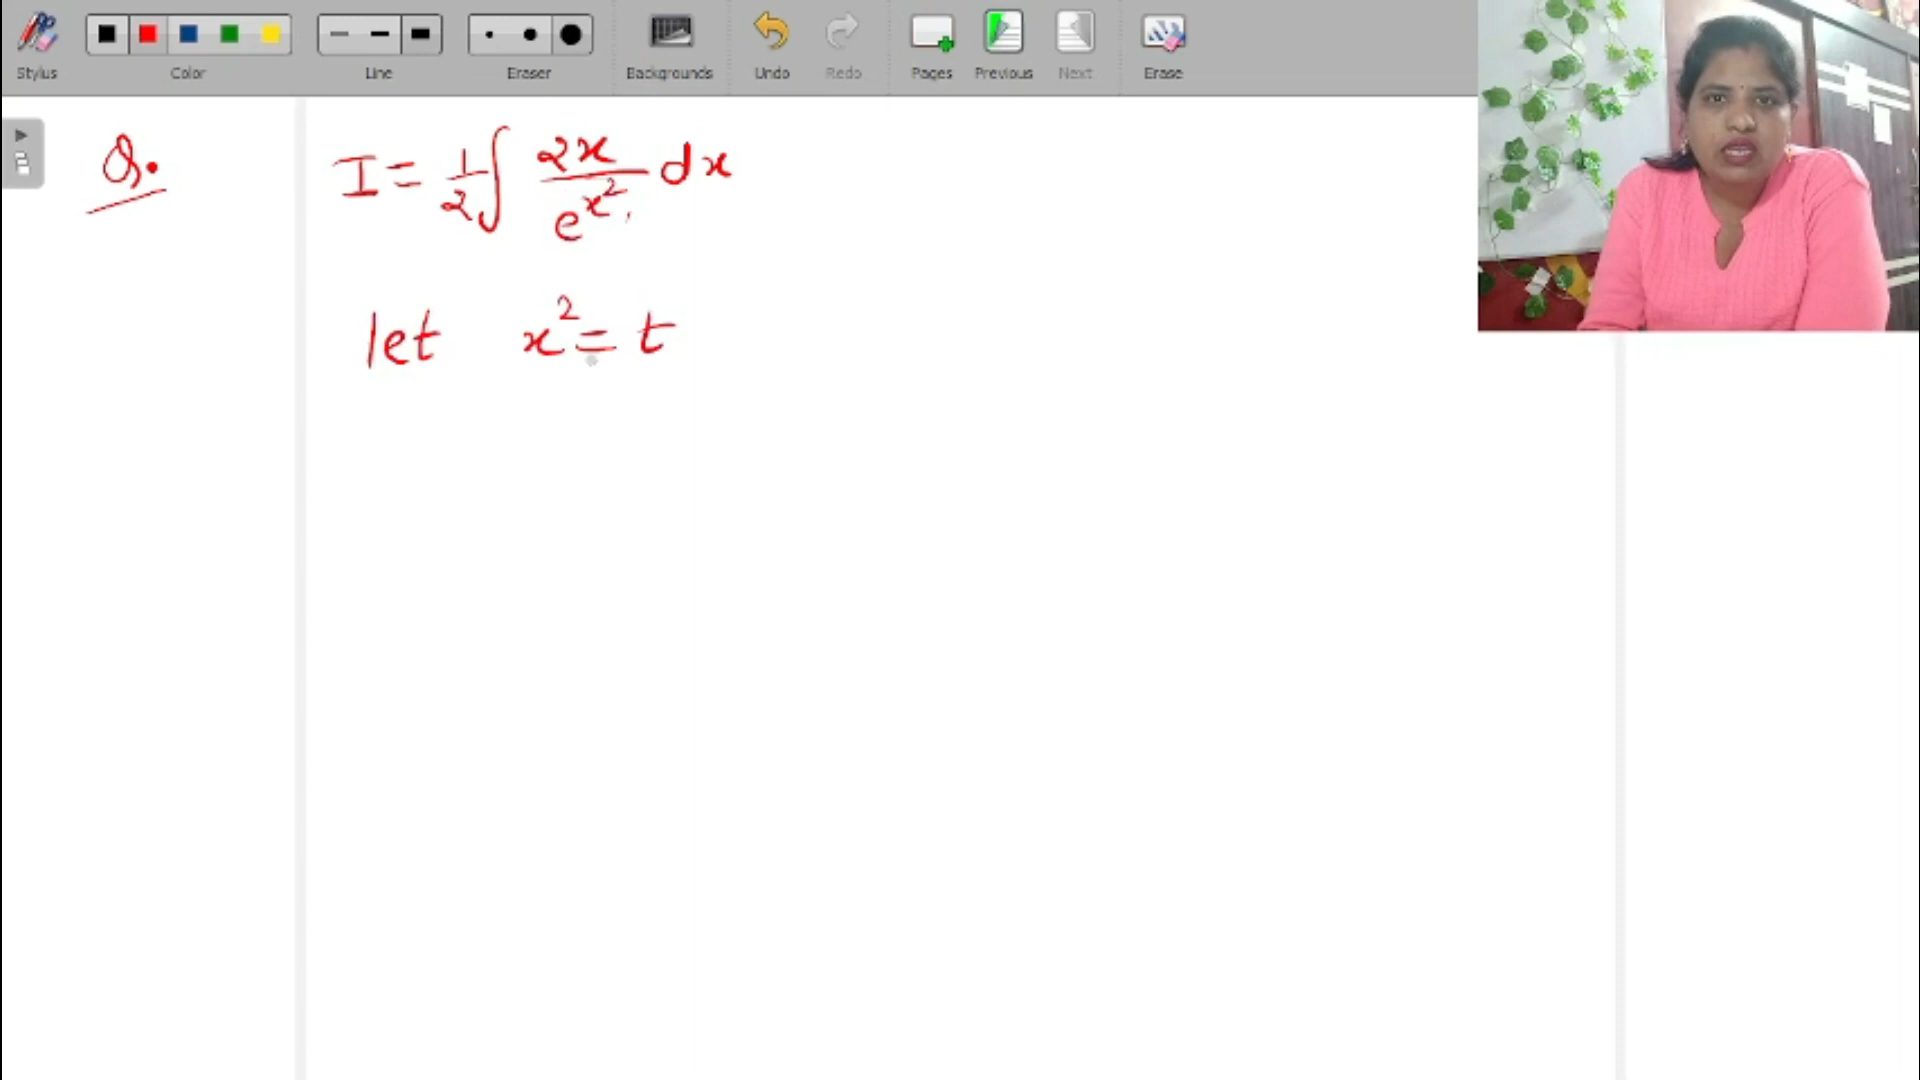 Stylus Color Line Eraser Backgrounds Undo Redo Pages Previous Next Erase
Q. I = 1/2 ∫ 2x/e^x² dx
let x² = t